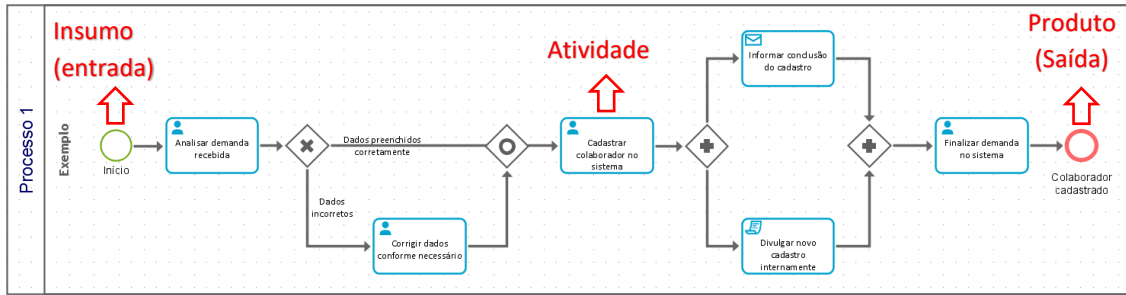 Insumo
(entrada)
Atividade
Produto
(Saída)
Processo 1
Exemplo
Início
Analisar demanda
recebida
Dados preenchidos
corretamente
Dados
incorretos
Corrigir dados
conforme necessário
Cadastrar
colaborador no
sistema
Informar conclusão
do cadastro
Divulgar novo
cadastro
internamente
Finalizar demanda
no sistema
Colaborador
cadastrado